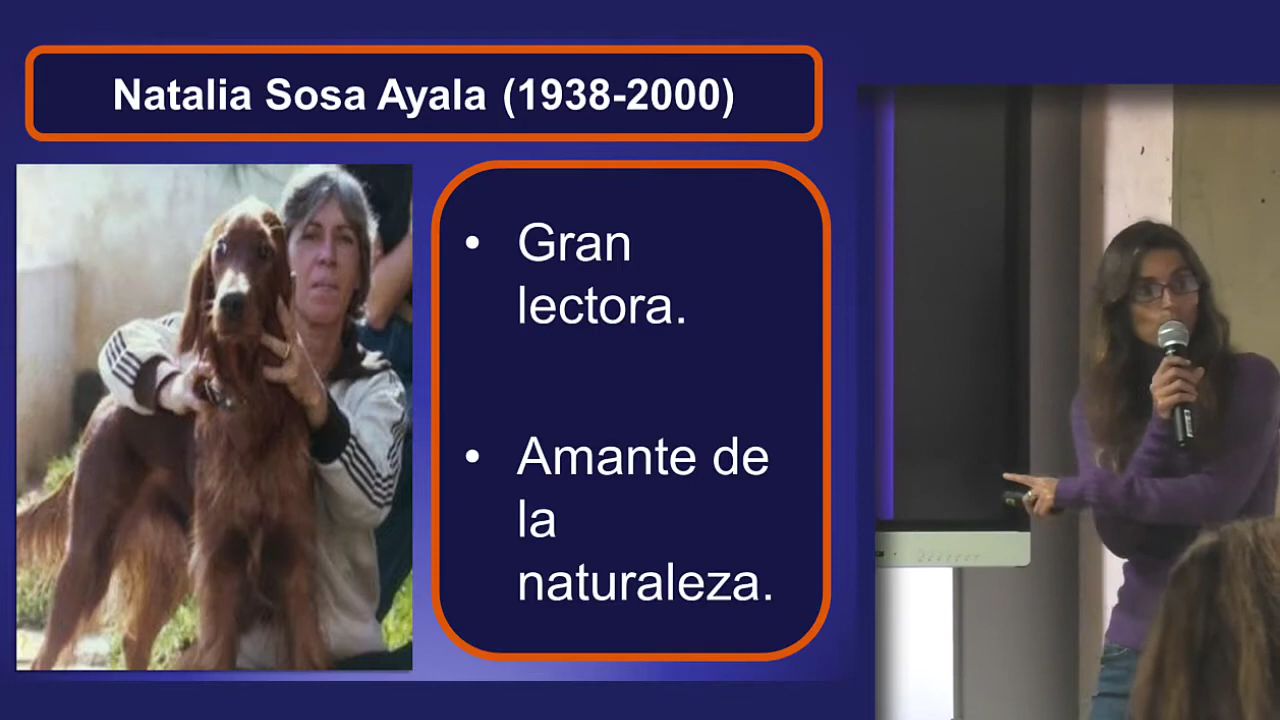 Natalia Sosa Ayala (1938-2000)
• Gran
lectora.
• Amante de
la
naturaleza.